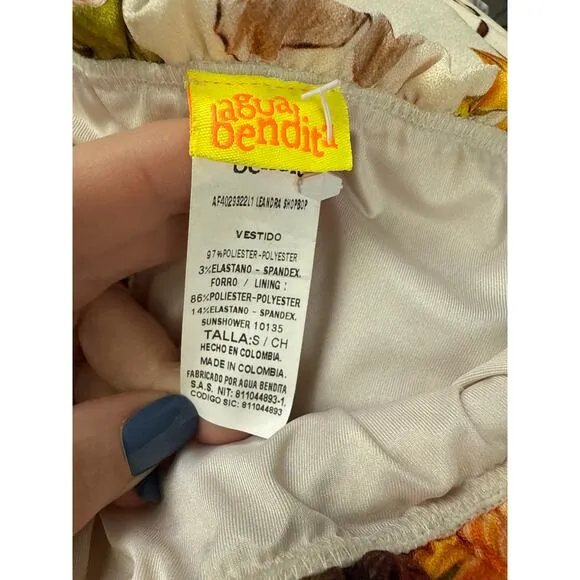 agua
bendita
AF402932211 LEANDRA SHOPBOP
VESTIDO
97%POLIESTER-POLYESTER
3%ELASTANO - SPANDEX.
FORRO / LINING :
86%POLIESTER-POLYESTER
14%ELASTANO - SPANDEX.
SUNSHOWER 10135
TALLA:S / CH
HECHO EN COLOMBIA.
MADE IN COLOMBIA.
FABRICADO POR AGUA BENDITA
S.A.S. NIT: 811044893-1.
CODIGO SIC: 811044893